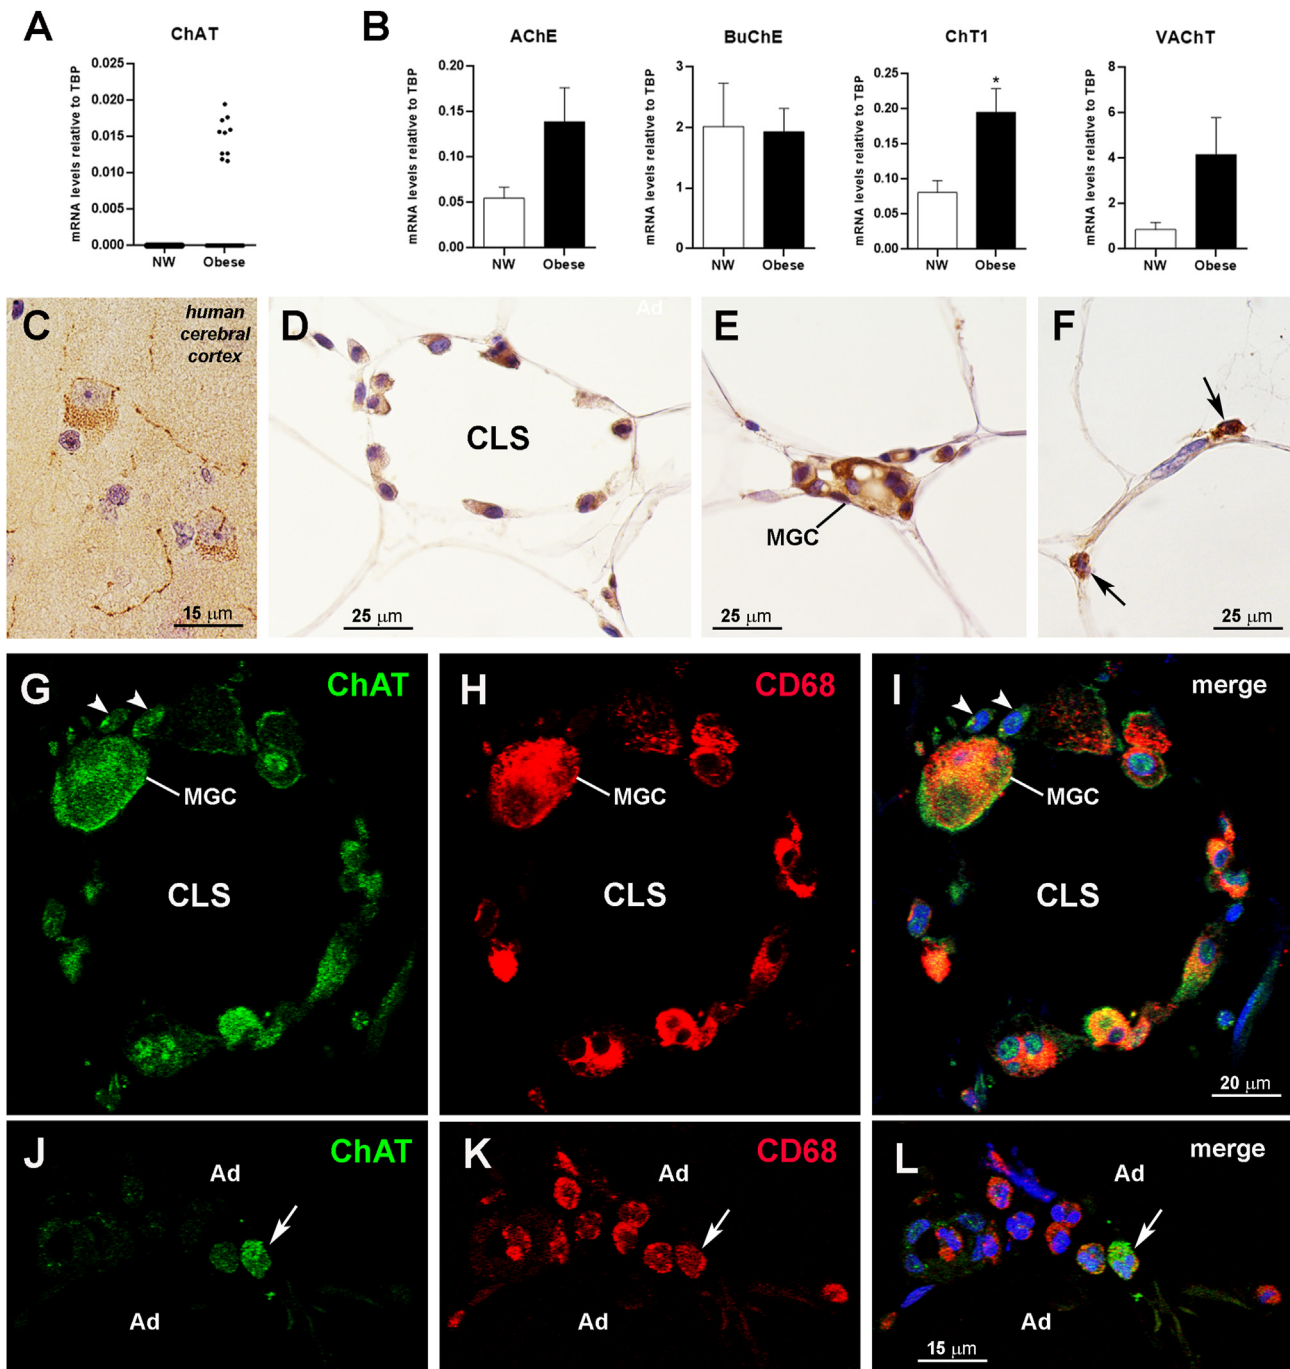 A
ChAT
mRNA levels relative to TBP
0.025
0.020
0.015
0.010
0.005
0.000
NW
Obese
B
AChE
mRNA levels relative to TBP
0.20
0.15
0.10
0.05
0.00
NW
Obese
BuChE
mRNA levels relative to TBP
3
2
1
0
NW
Obese
ChT1
mRNA levels relative to TBP
0.25
0.20
0.15
0.10
0.05
0.00
*
NW
Obese
VAChT
mRNA levels relative to TBP
8
6
4
2
0
NW
Obese
C
human
cerebral
cortex
15 μm
D
Ad
CLS
25 μm
E
MGC
25 μm
F
25 μm
G
ChAT
MGC
CLS
H
CD68
MGC
CLS
I
merge
MGC
CLS
20 μm
J
ChAT
Ad
Ad
K
CD68
Ad
Ad
L
merge
Ad
Ad
15 μm